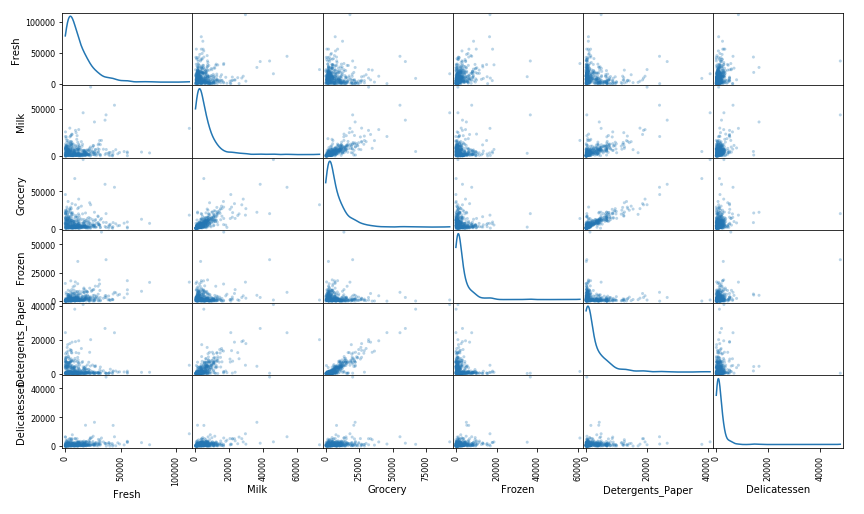 Fresh
100000
50000
0
Milk
50000
0
Grocery
50000
0
Frozen
50000
25000
0
Detergents_Paper
40000
20000
0
Delicatessen
40000
20000
0
0 50000 100000
0 20000 40000 60000
0 25000 50000 75000
0 20000 40000 60000
0 20000 40000
0 20000 40000
Fresh Milk Grocery Frozen Detergents_Paper Delicatessen